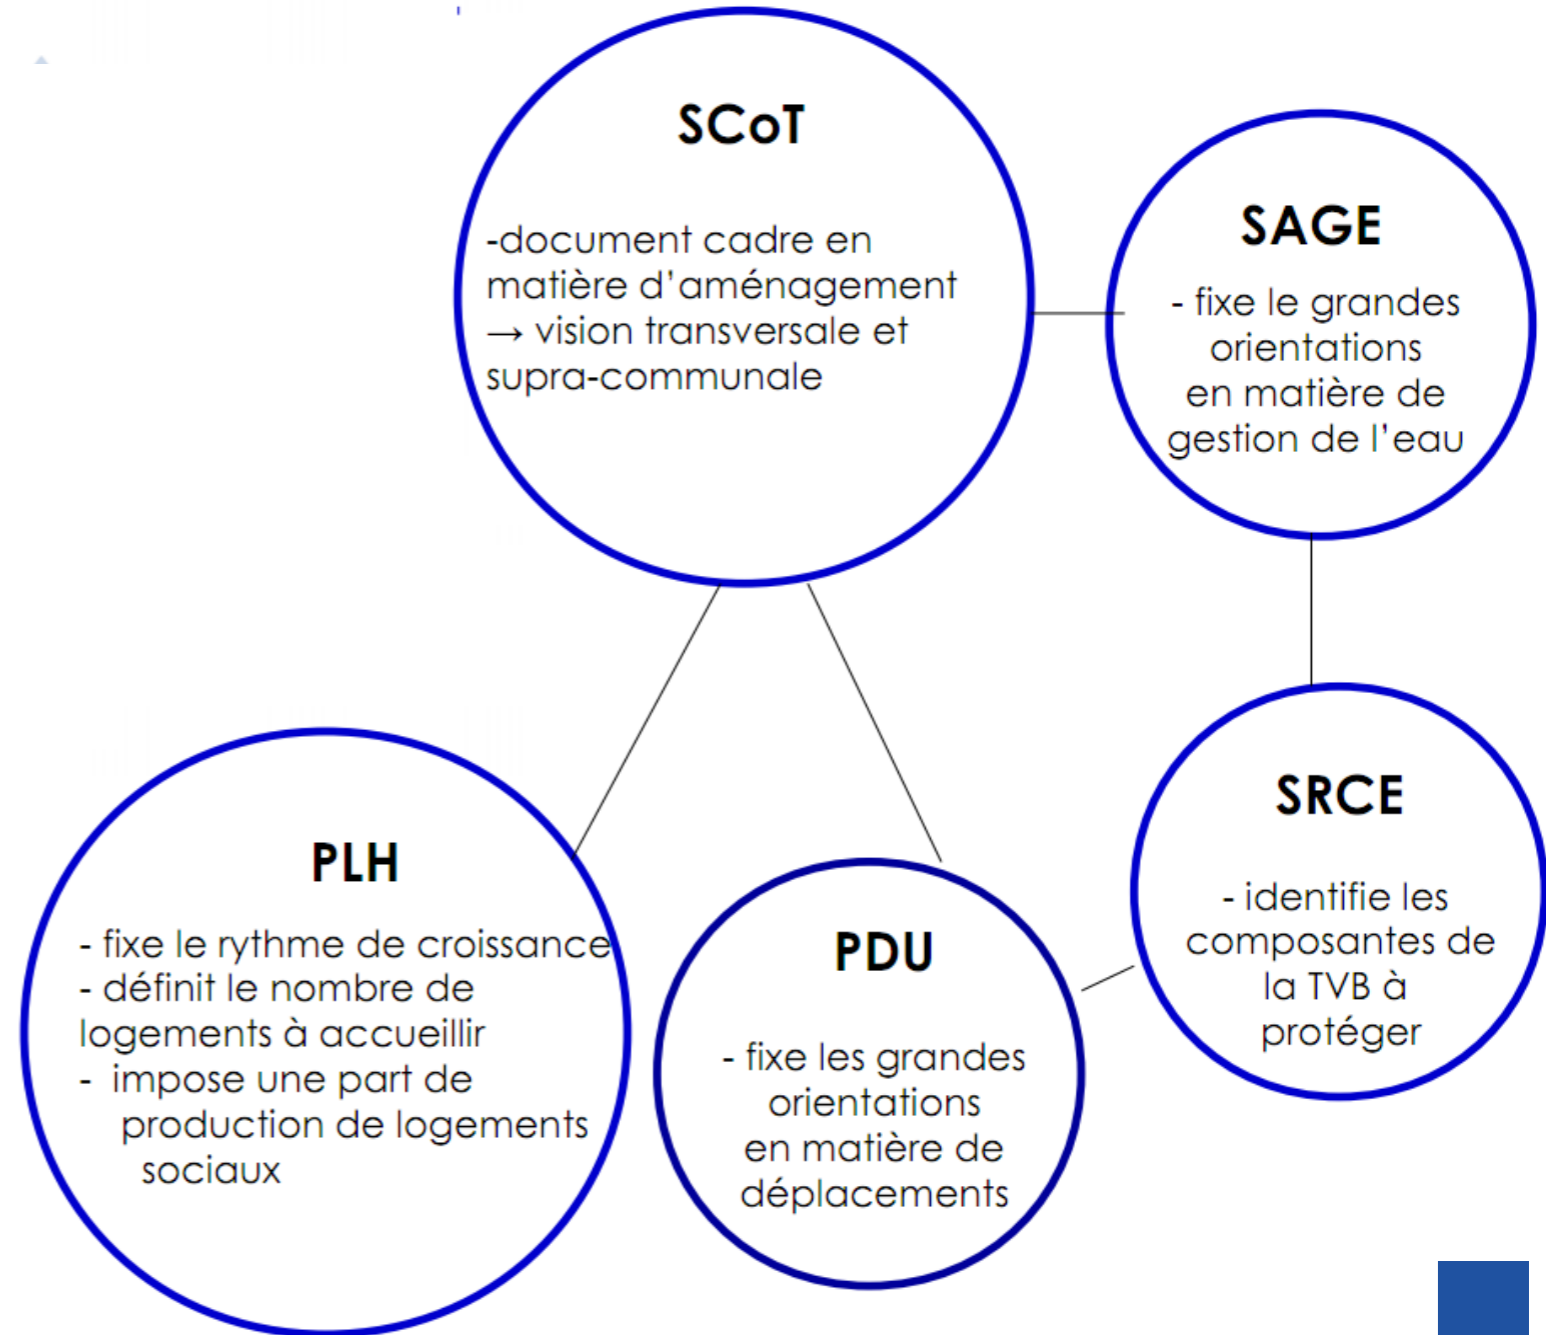 SCoT
-document cadre en
matière d’aménagement
→ vision transversale et
supra-communale
SAGE
- fixe le grandes
orientations
en matière de
gestion de l’eau
PLH
- fixe le rythme de croissance
- définit le nombre de
logements à accueillir
- impose une part de
production de logements
sociaux
PDU
- fixe les grandes
orientations
en matière de
déplacements
SRCE
- identifie les
composantes de
la TVB à
protéger